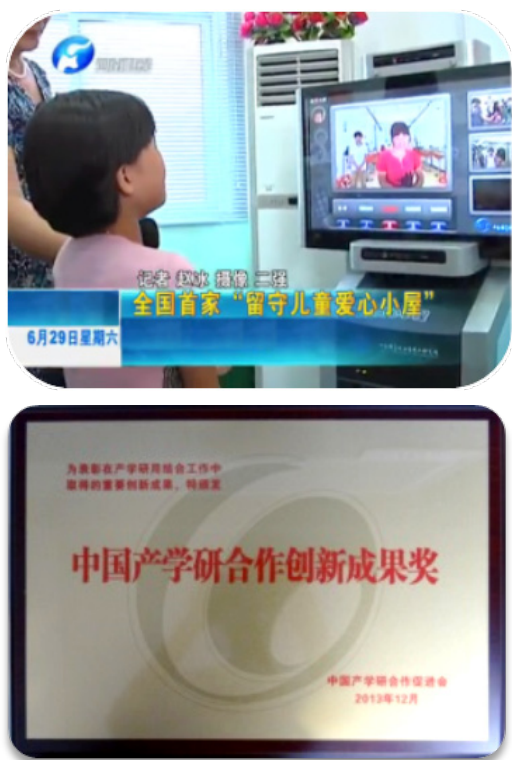 记者 赵冰 摄像 二强
全国首家“留守儿童爱心小屋”
6月29日星期六
为表彰在产学研用结合工作中
取得的重要创新成果，特颁发
中国产学研合作创新成果奖
中国产学研合作促进会
2013年12月